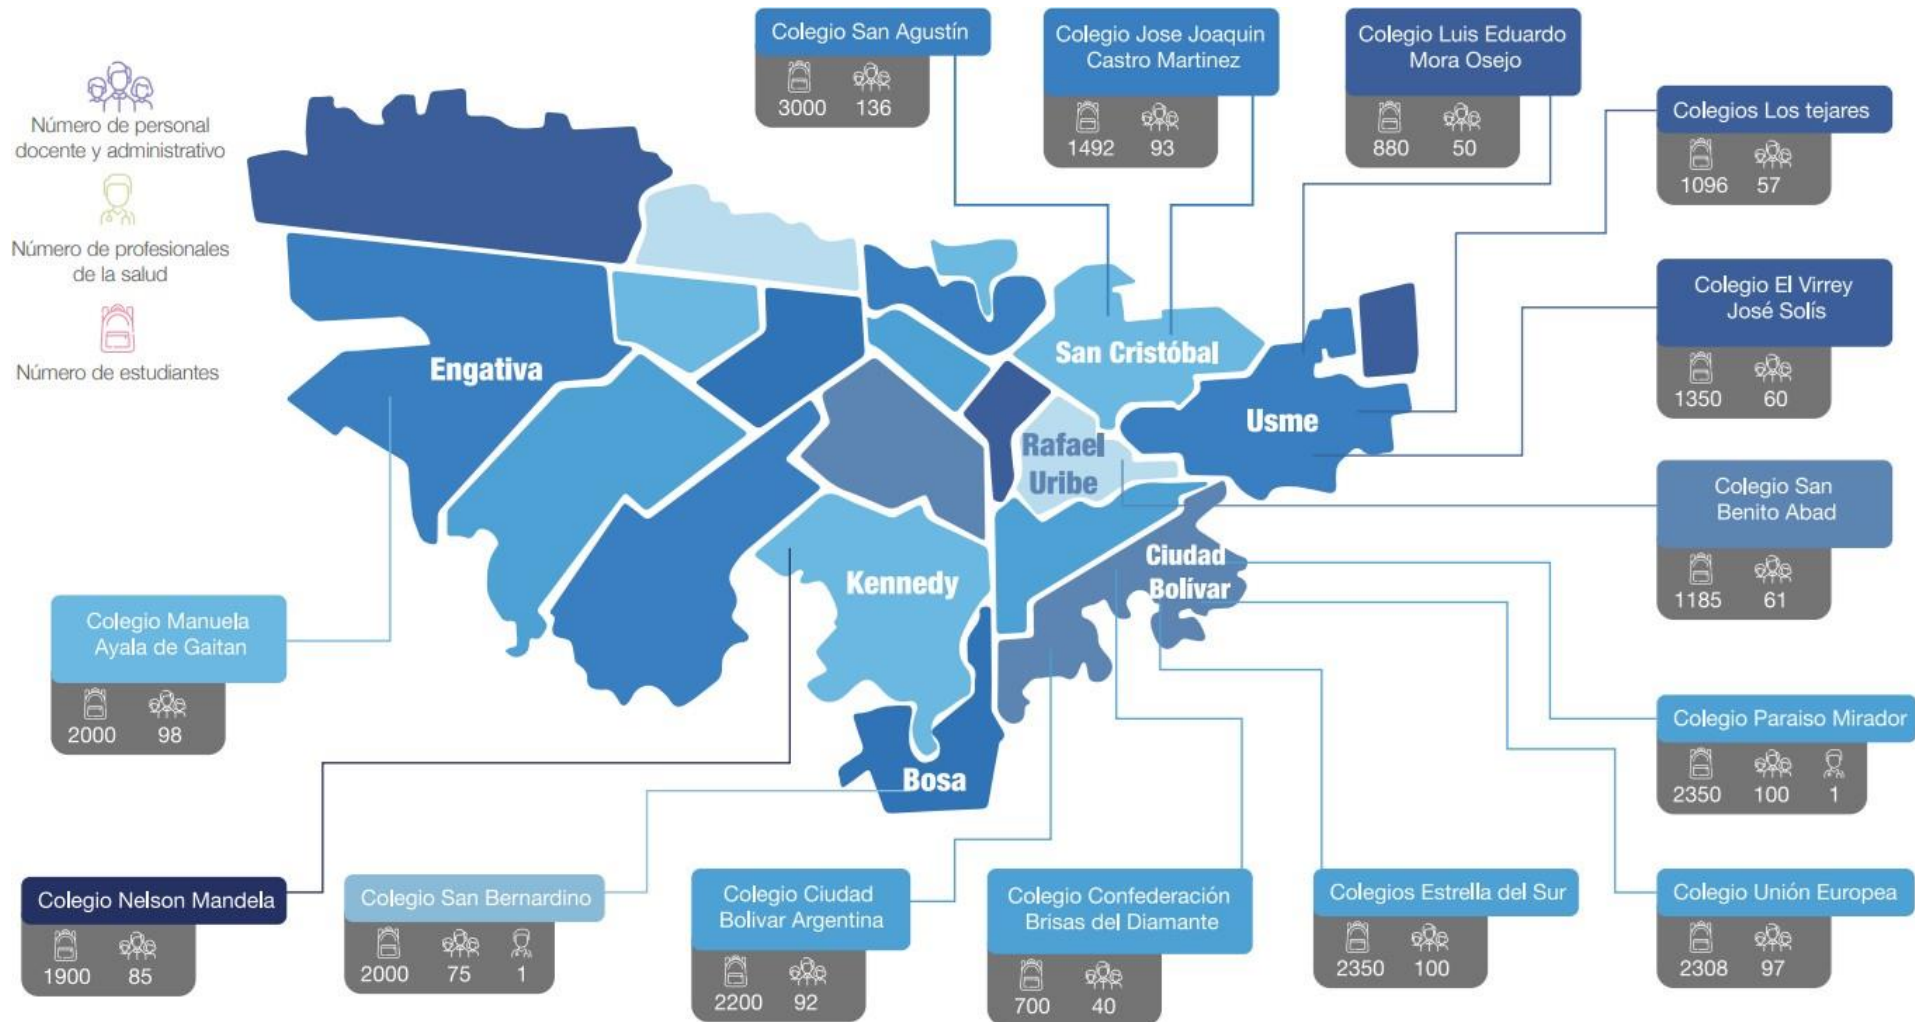 Número de personal
docente y administrativo
Número de profesionales
de la salud
Número de estudiantes
Colegio San Agustín
3000 136
Colegio Jose Joaquin
Castro Martinez
1492 93
Colegio Luis Eduardo
Mora Osejo
880 50
Colegios Los tejares
1096 57
Colegio El Virrey
José Solís
1350 60
Colegio San
Benito Abad
1185 61
Colegio Paraiso Mirador
2350 100 1
Colegio Unión Europea
2308 97
Colegios Estrella del Sur
2350 100
Colegio Confederación
Brisas del Diamante
700 40
Colegio Ciudad
Bolivar Argentina
2200 92
Colegio San Bernardino
2000 75 1
Colegio Nelson Mandela
1900 85
Colegio Manuela
Ayala de Gaitan
2000 98
Engativa
San Cristóbal
Usme
Rafael
Uribe
Ciudad
Bolívar
Kennedy
Bosa